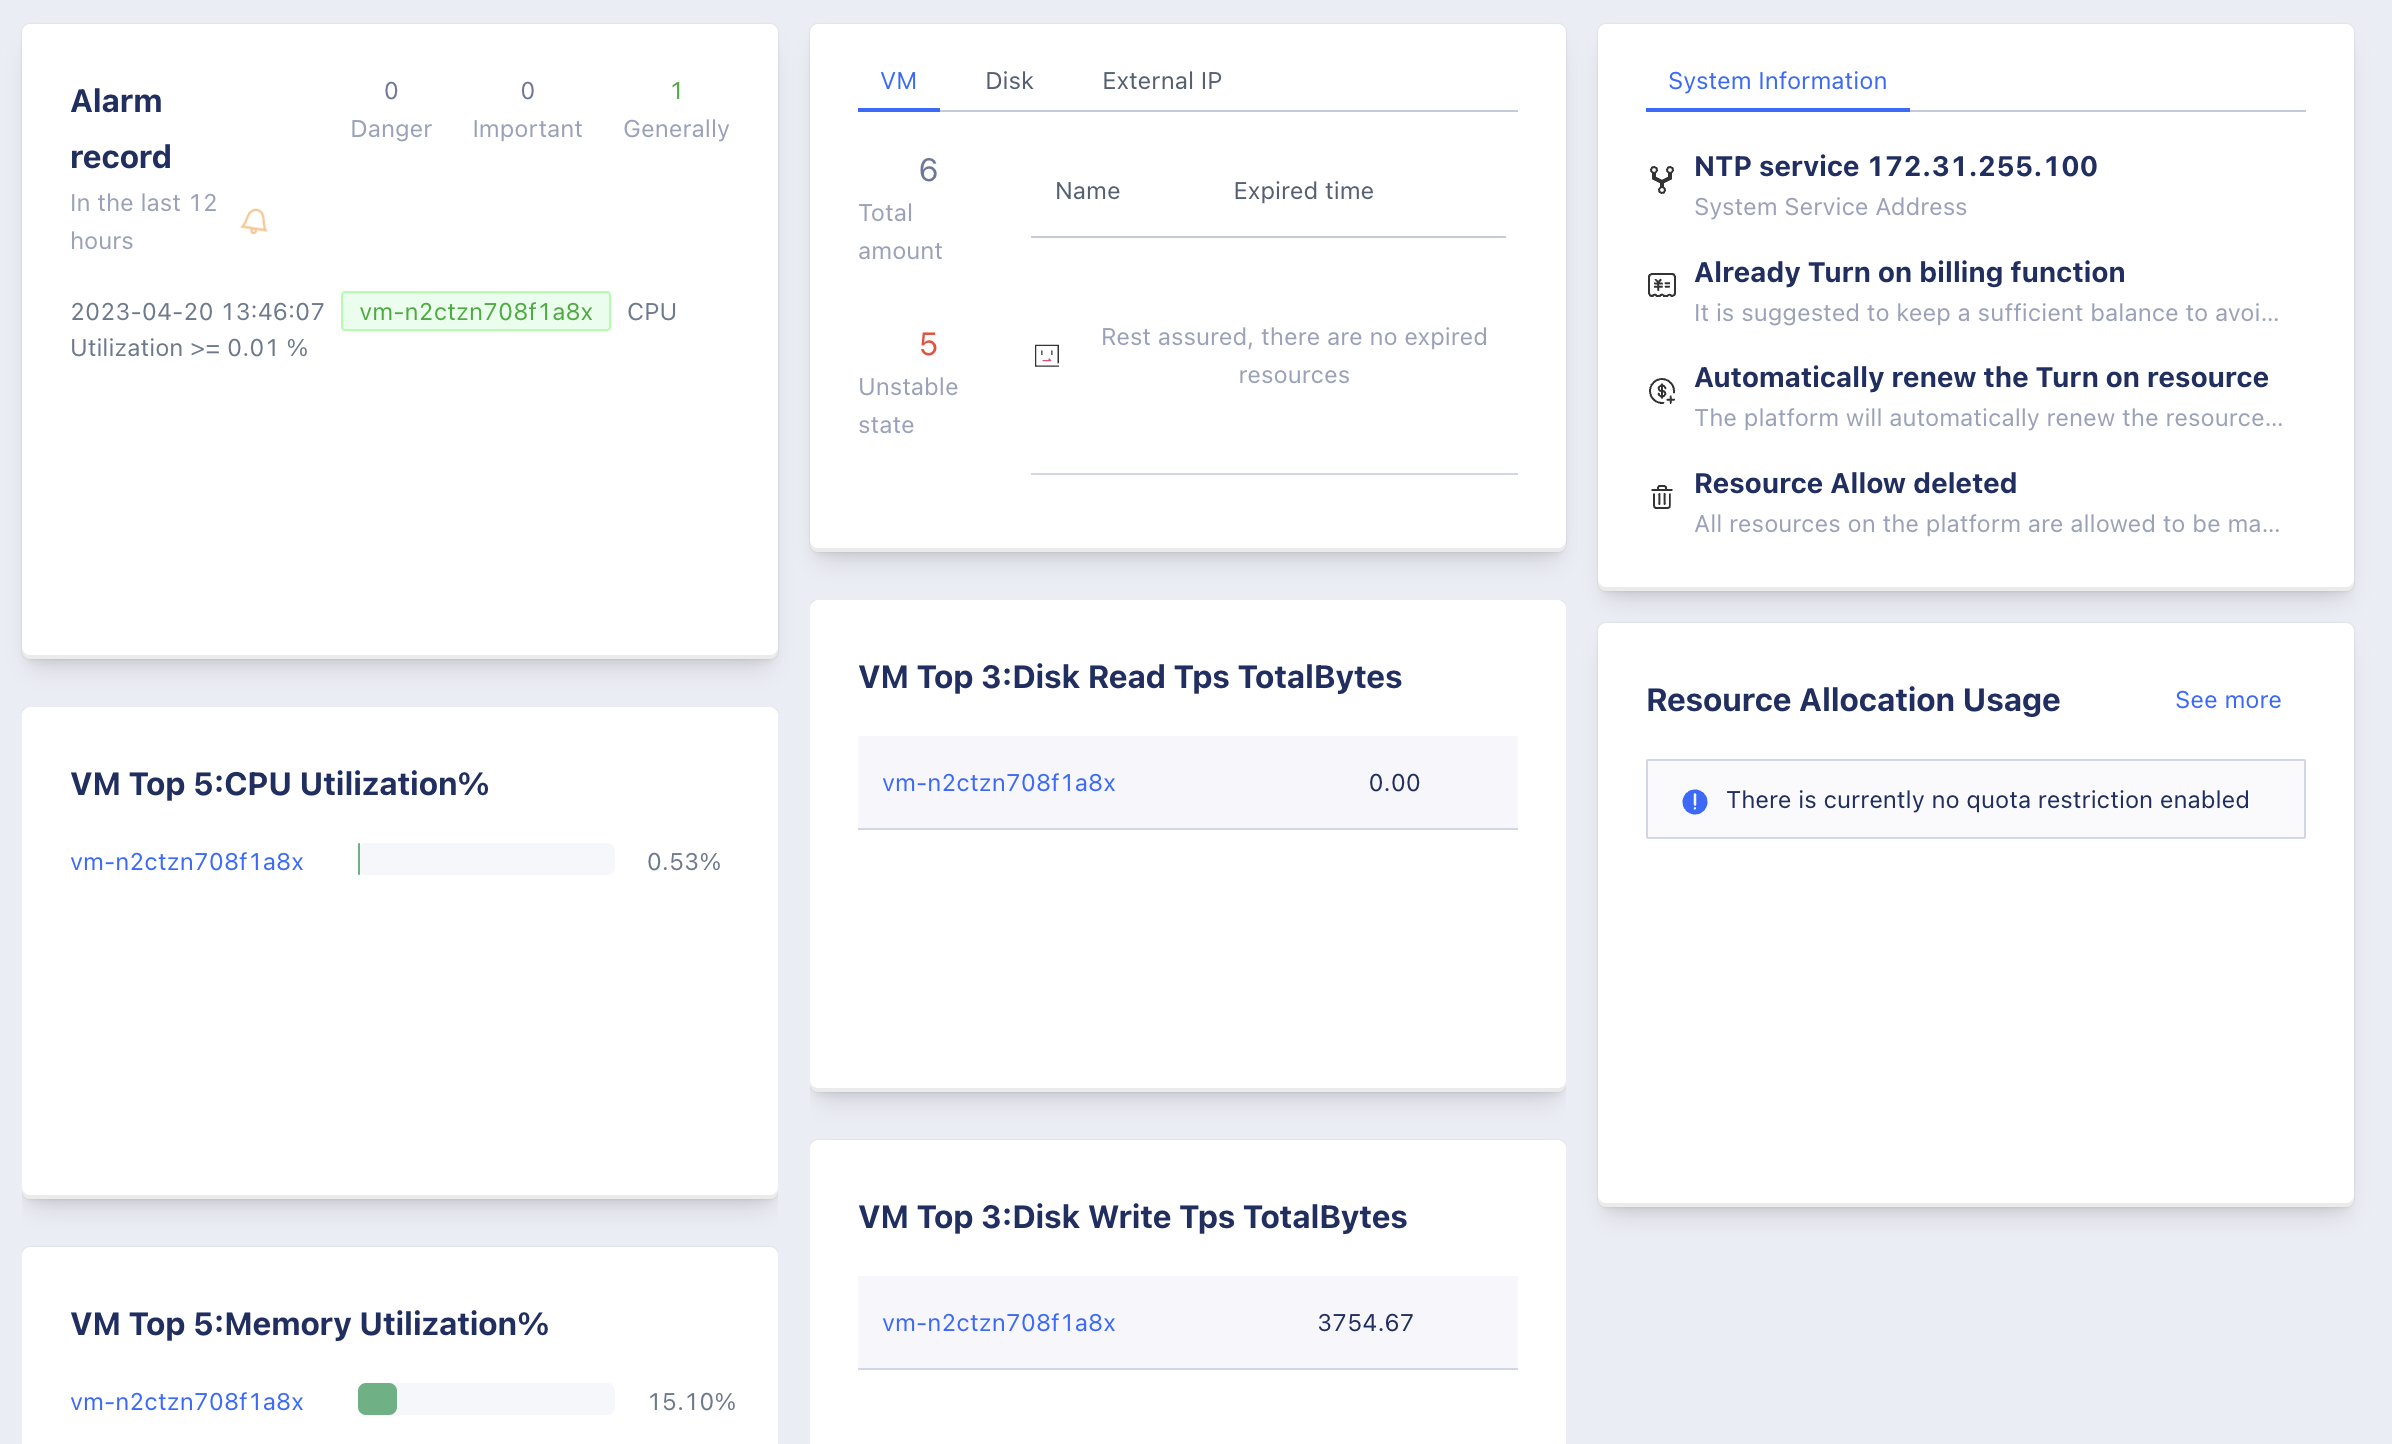 Alarm
record
In the last 12
hours
0
Danger
0
Important
1
Generally
2023-04-20 13:46:07 vm-n2ctzn708f1a8x CPU
Utilization >= 0.01 %
VM Top 5:CPU Utilization%
vm-n2ctzn708f1a8x 0.53%
VM Top 5:Memory Utilization%
vm-n2ctzn708f1a8x 15.10%
VM Disk External IP
6
Total
amount
5
Unstable
state
Name Expired time
Rest assured, there are no expired
resources
VM Top 3:Disk Read Tps TotalBytes
vm-n2ctzn708f1a8x 0.00
VM Top 3:Disk Write Tps TotalBytes
vm-n2ctzn708f1a8x 3754.67
System Information
NTP service 172.31.255.100
System Service Address
Already Turn on billing function
It is suggested to keep a sufficient balance to avoi...
Automatically renew the Turn on resource
The platform will automatically renew the resource...
Resource Allow deleted
All resources on the platform are allowed to be ma...
Resource Allocation Usage See more
There is currently no quota restriction enabled